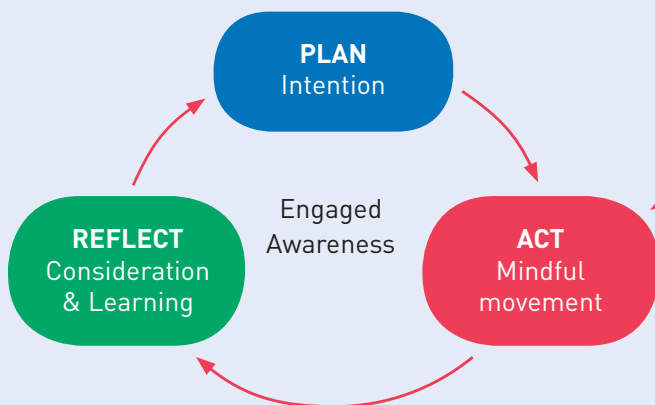 PLAN
Intention
Engaged
Awareness
REFLECT
Consideration
& Learning
ACT
Mindful
movement